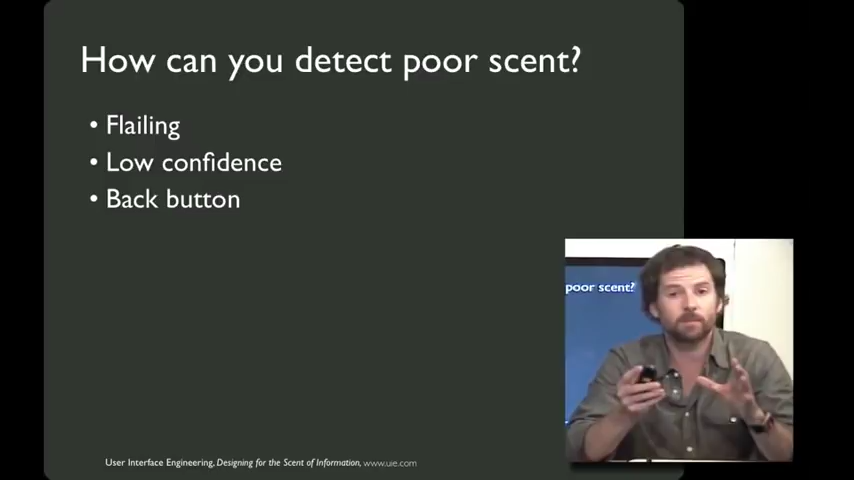 How can you detect poor scent?
• Flailing
• Low confidence
• Back button
poor scent?
User Interface Engineering, Designing for the Scent of Information, www.uie.com